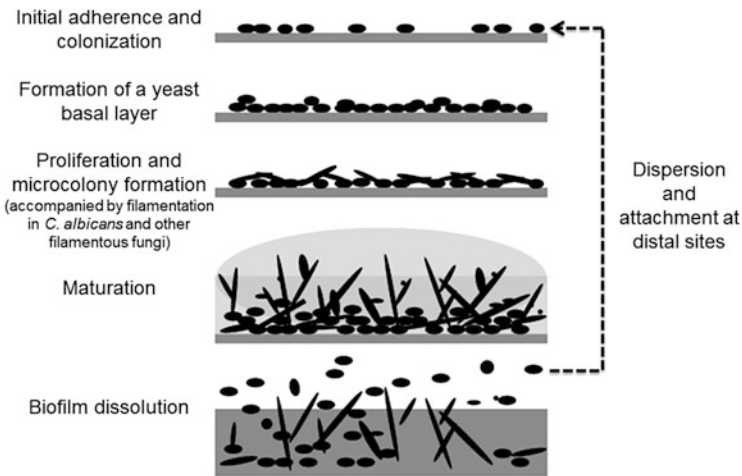 Initial adherence and
colonization
Formation of a yeast
basal layer
Proliferation and
microcolony formation
(accompanied by filamentation
in C. albicans and other
filamentous fungi)
Maturation
Biofilm dissolution
Dispersion
and
attachment at
distal sites